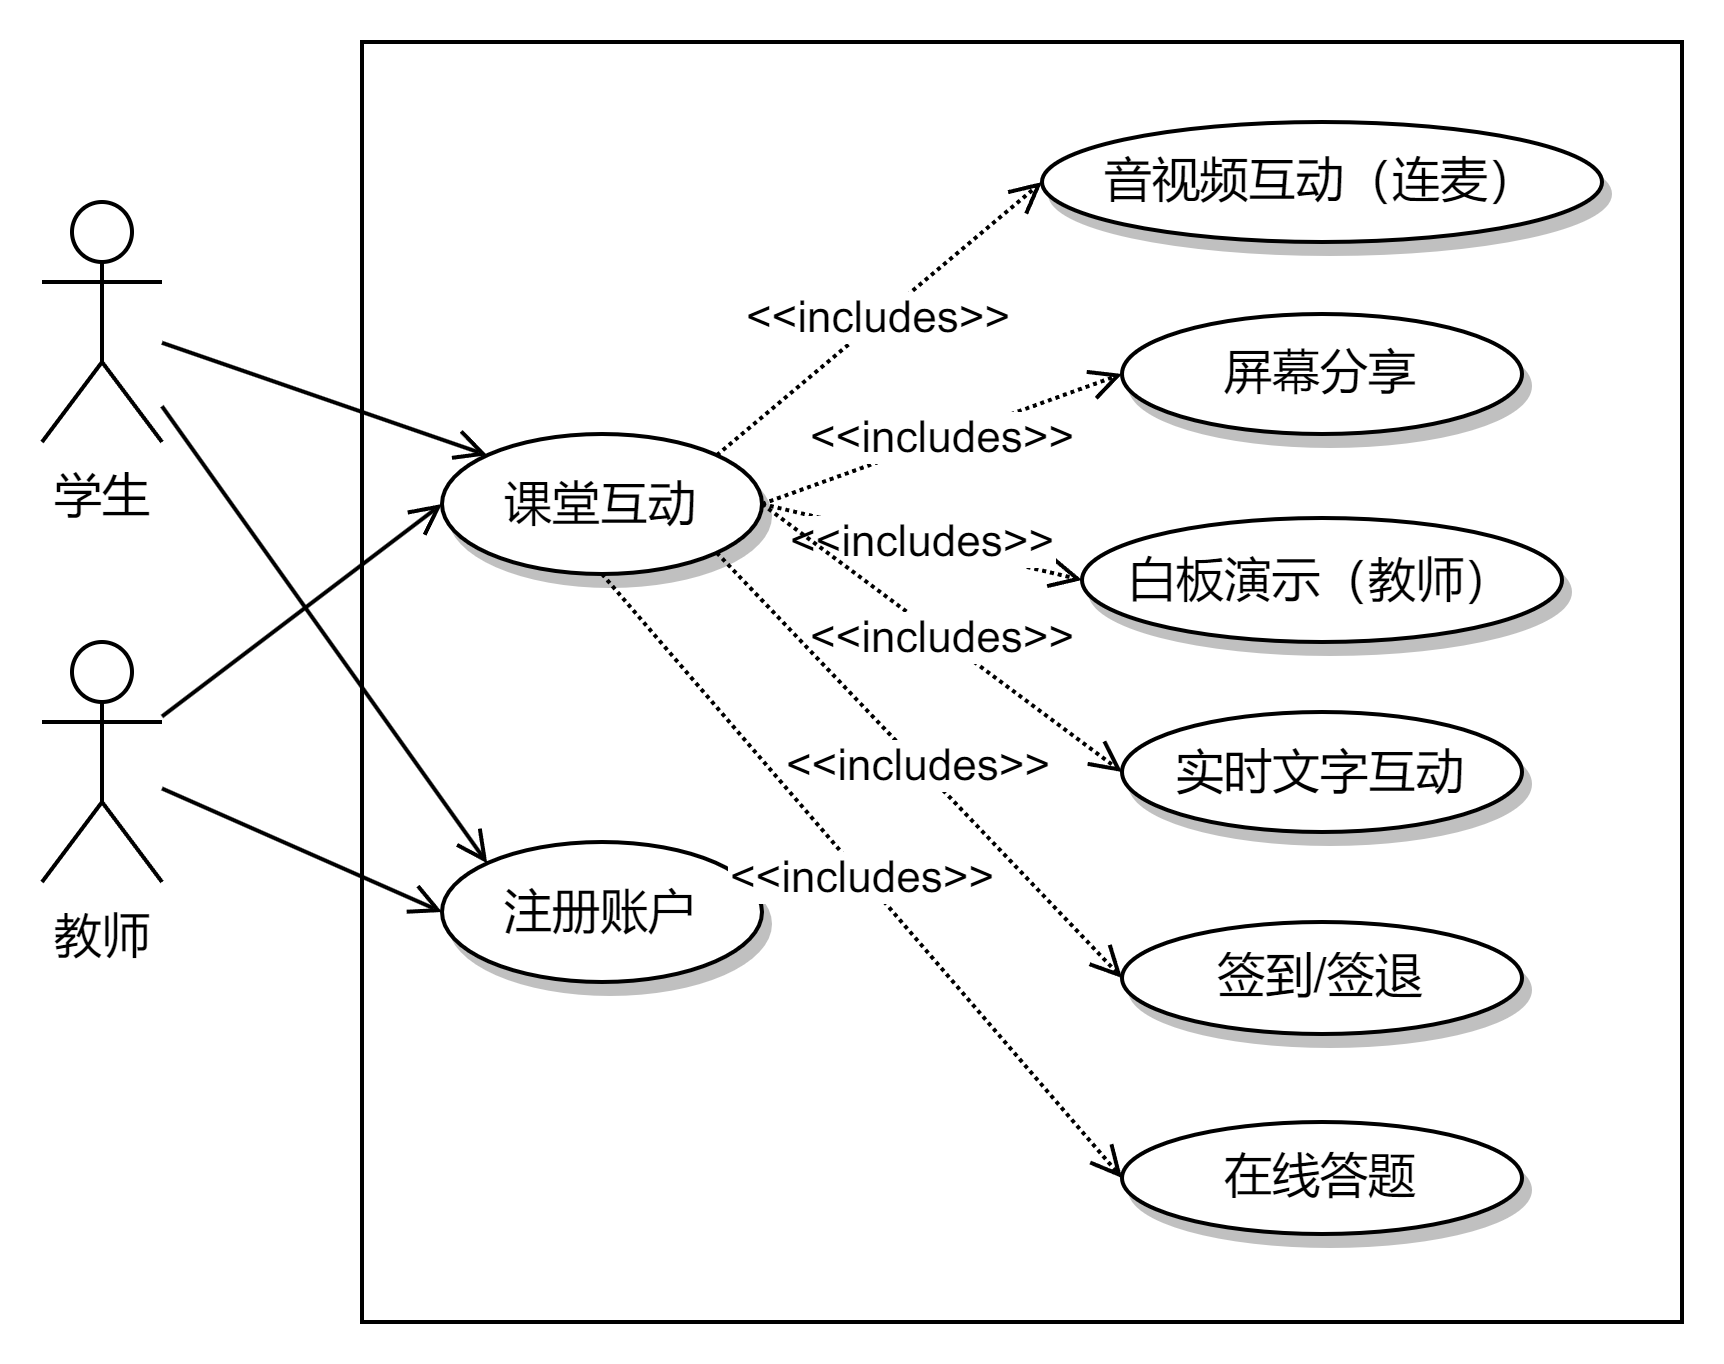 音视频互动（连麦）
<<includes>>
屏幕分享
<<includes>>
学生
课堂互动
<<includes>>
白板演示（教师）
<<includes>>
实时文字互动
<<includes>>
<<includes>>
注册账户
教师
签到/签退
在线答题